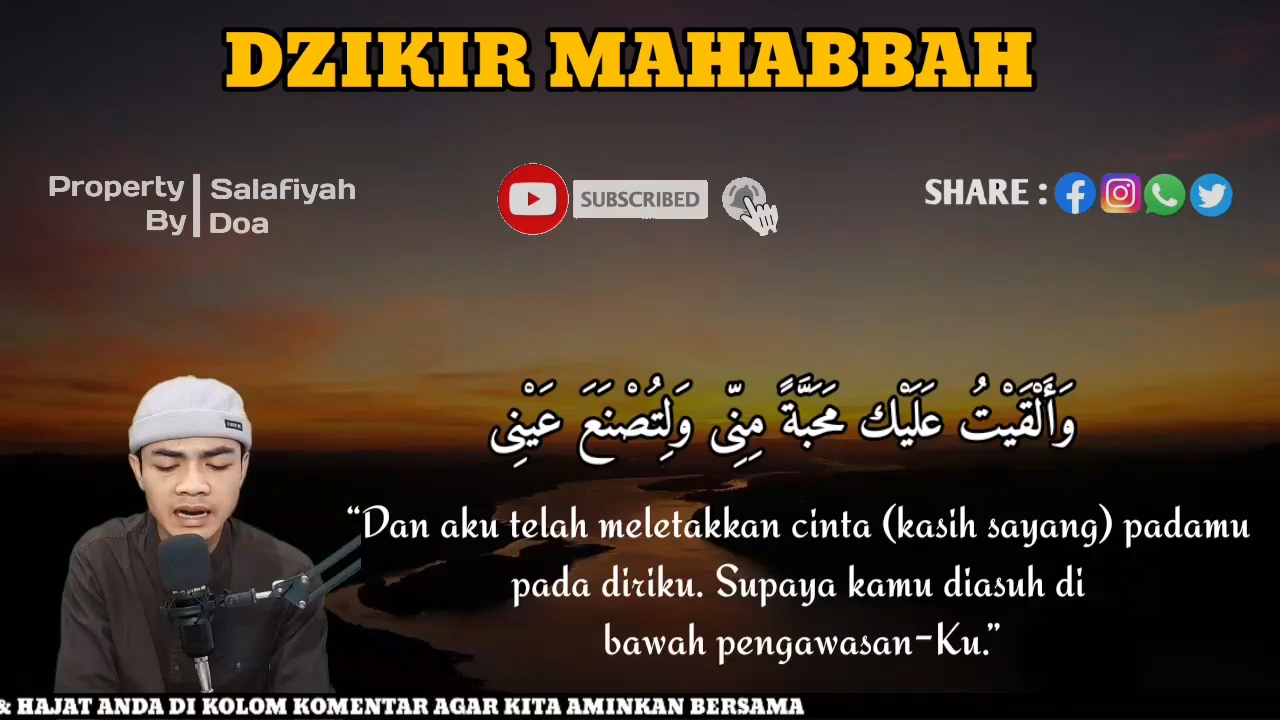 DZIKIR MAHABBAH
Property By
Salafiyah Doa
SUBSCRIBED
SHARE :
وَأَلْقَيْتُ عَلَيْك مَحَبَّةً مِنِّى وَلِتُصْنَعَ عَيْنِى
“Dan aku telah meletakkan cinta (kasih sayang) padamu
pada diriku. Supaya kamu diasuh di
bawah pengawasan-Ku.”
& HAJAT ANDA DI KOLOM KOMENTAR AGAR KITA AMINKAN BERSAMA